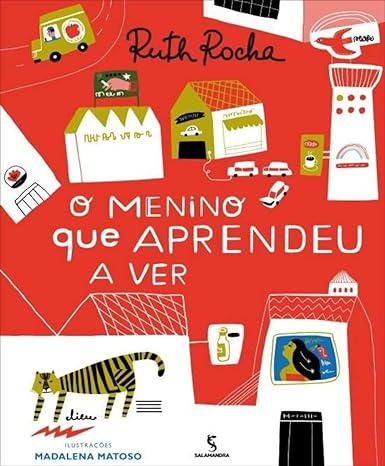 Ruth Rocha
O MENINO
que APRENDEU
A VER
ILUSTRAÇÕES
MADALENA MATOSO
SALAMANDRA